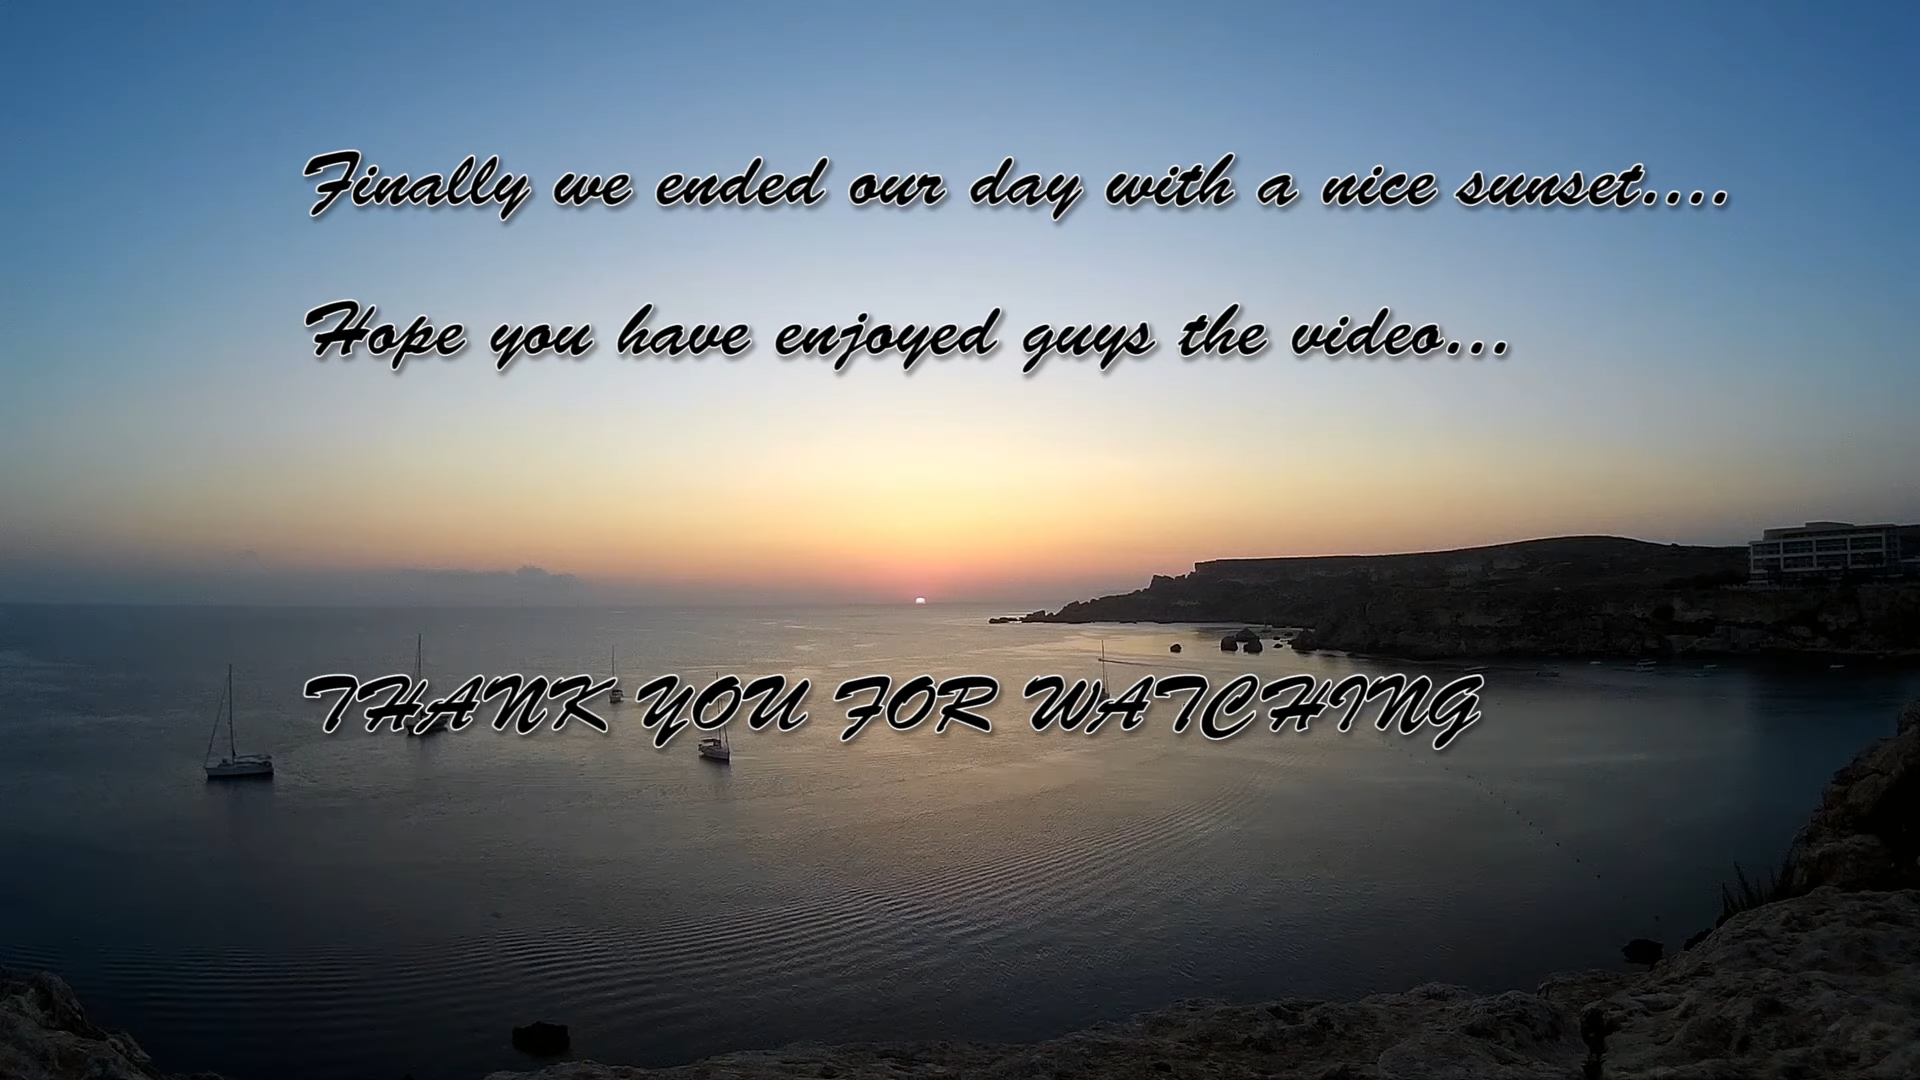 Finally we ended our day with a nice sunset....
Hope you have enjoyed guys the video...
THANK YOU FOR WATCHING